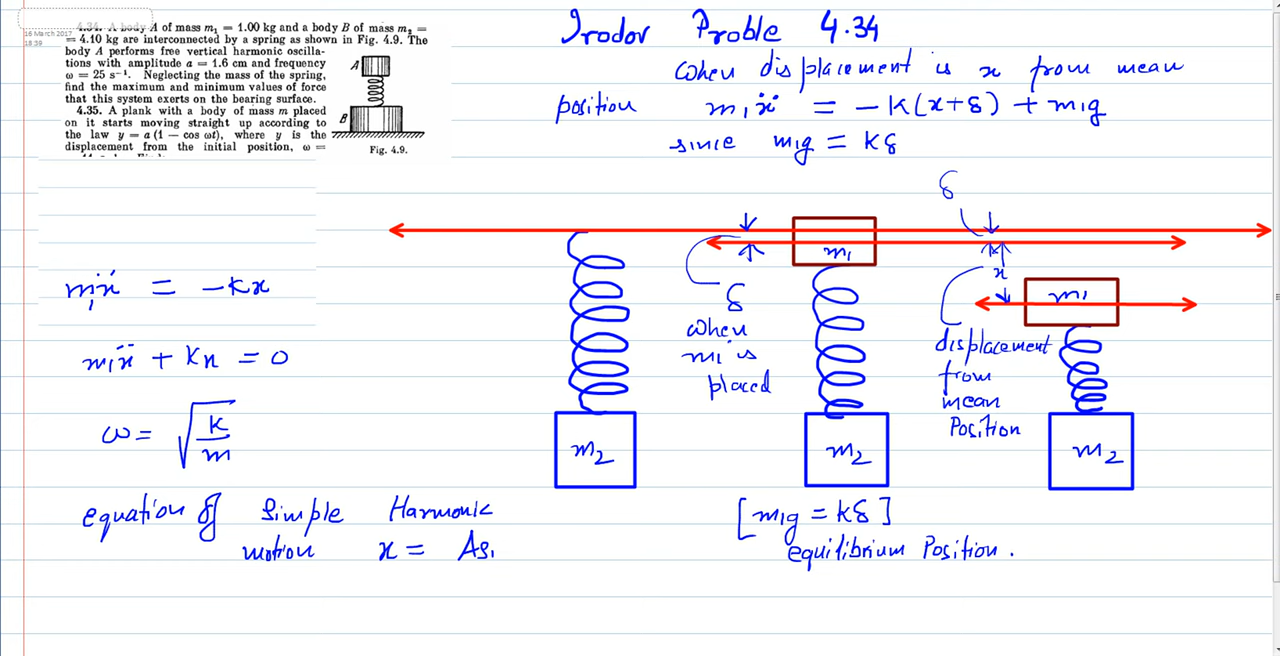 16 March 2017
18:39
4.34. A body A of mass m₁ = 1.00 kg and a body B of mass m₂ =
= 4.10 kg are interconnected by a spring as shown in Fig. 4.9. The
body A performs free vertical harmonic oscilla-
tions with amplitude a = 1.6 cm and frequency
ω = 25 s⁻¹. Neglecting the mass of the spring,
find the maximum and minimum values of force
that this system exerts on the bearing surface.
4.35. A plank with a body of mass m placed
on it starts moving straight up according to
the law y = a (1 − cos ωt), where y is the
displacement from the initial position, ω =
A
B
Fig. 4.9.
Irodov Proble 4.34
When displacement is x from mean
position m₁ẍ = -K(x+δ) + m₁g
since m₁g = Kδ
δ
m₁
x
m₁
δ
when
m₁ is
placed
displacement
from
mean
Position
m₂
m₂
m₂
m₁ẍ = -Kx
m₁ẍ + Kx = 0
ω = √K/m
equation of Simple Harmonic
motion x = Asi
[m₁g = Kδ]
equilibrium Position.